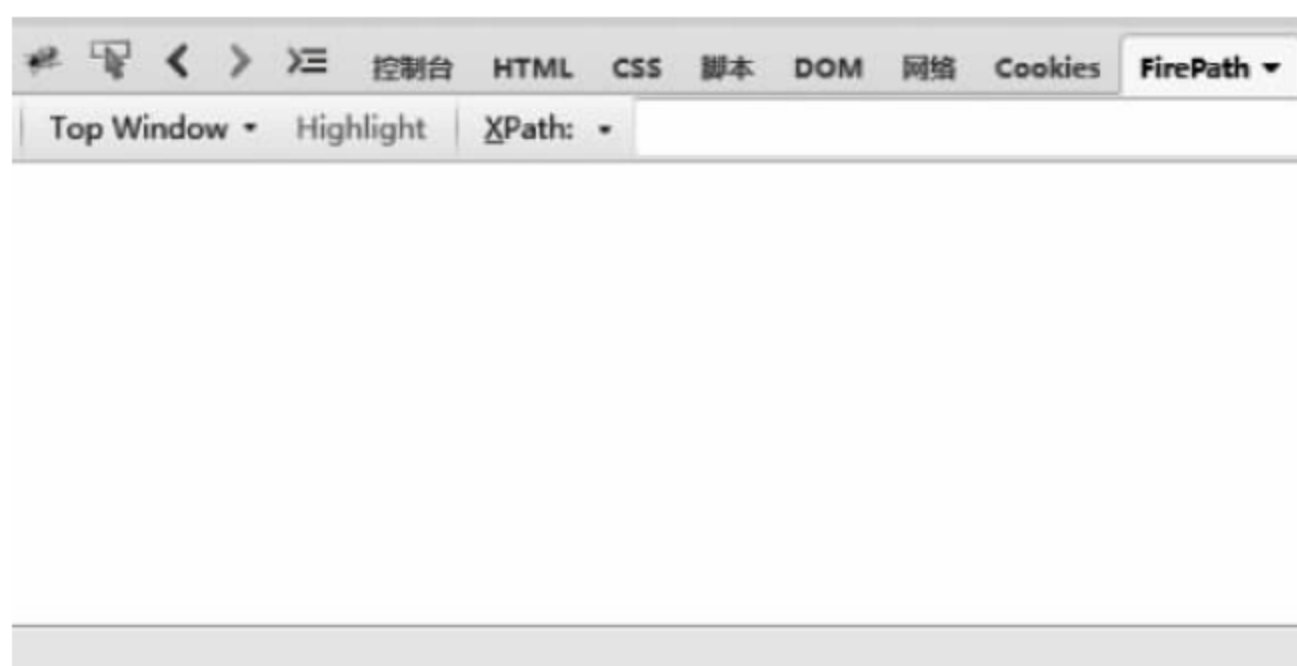 控制台 HTML CSS 脚本 DOM 网络 Cookies FirePath
Top Window Highlight XPath: